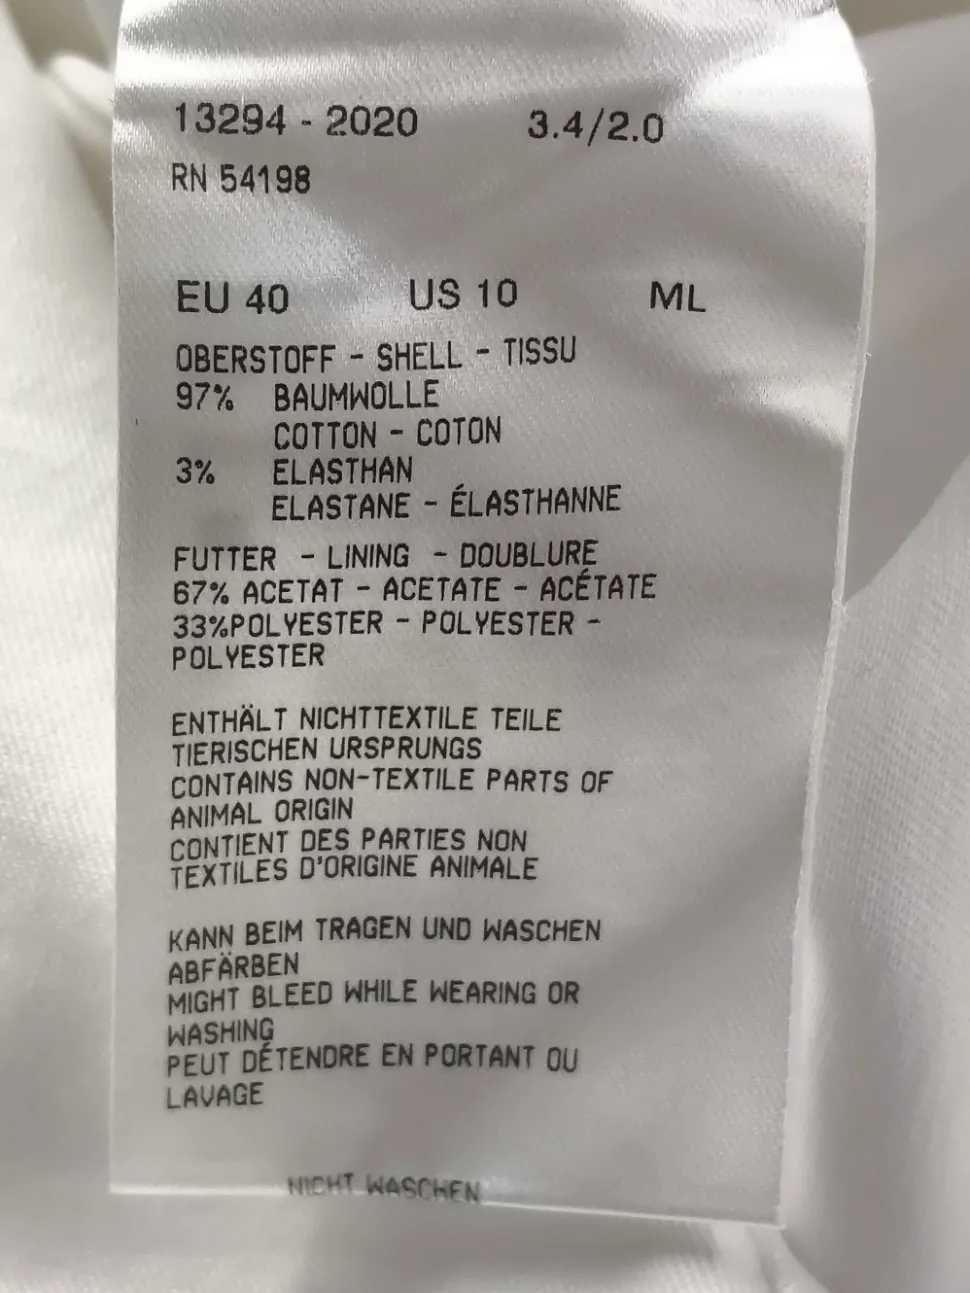 13294 - 2020 3.4/2.0
RN 54198
EU 40 US 10 ML
OBERSTOFF - SHELL - TISSU
97% BAUMWOLLE
COTTON - COTON
3% ELASTHAN
ELASTANE - ÉLASTHANNE
FUTTER - LINING - DOUBLURE
67% ACETAT - ACETATE - ACÉTATE
33%POLYESTER - POLYESTER -
POLYESTER
ENTHÄLT NICHTTEXTILE TEILE
TIERISCHEN URSPRUNGS
CONTAINS NON-TEXTILE PARTS OF
ANIMAL ORIGIN
CONTIENT DES PARTIES NON
TEXTILES D'ORIGINE ANIMALE
KANN BEIM TRAGEN UND WASCHEN
ABFÄRBEN
MIGHT BLEED WHILE WEARING OR
WASHING
PEUT DÉTENDRE EN PORTANT OU
LAVAGE
NICHT WASCHEN